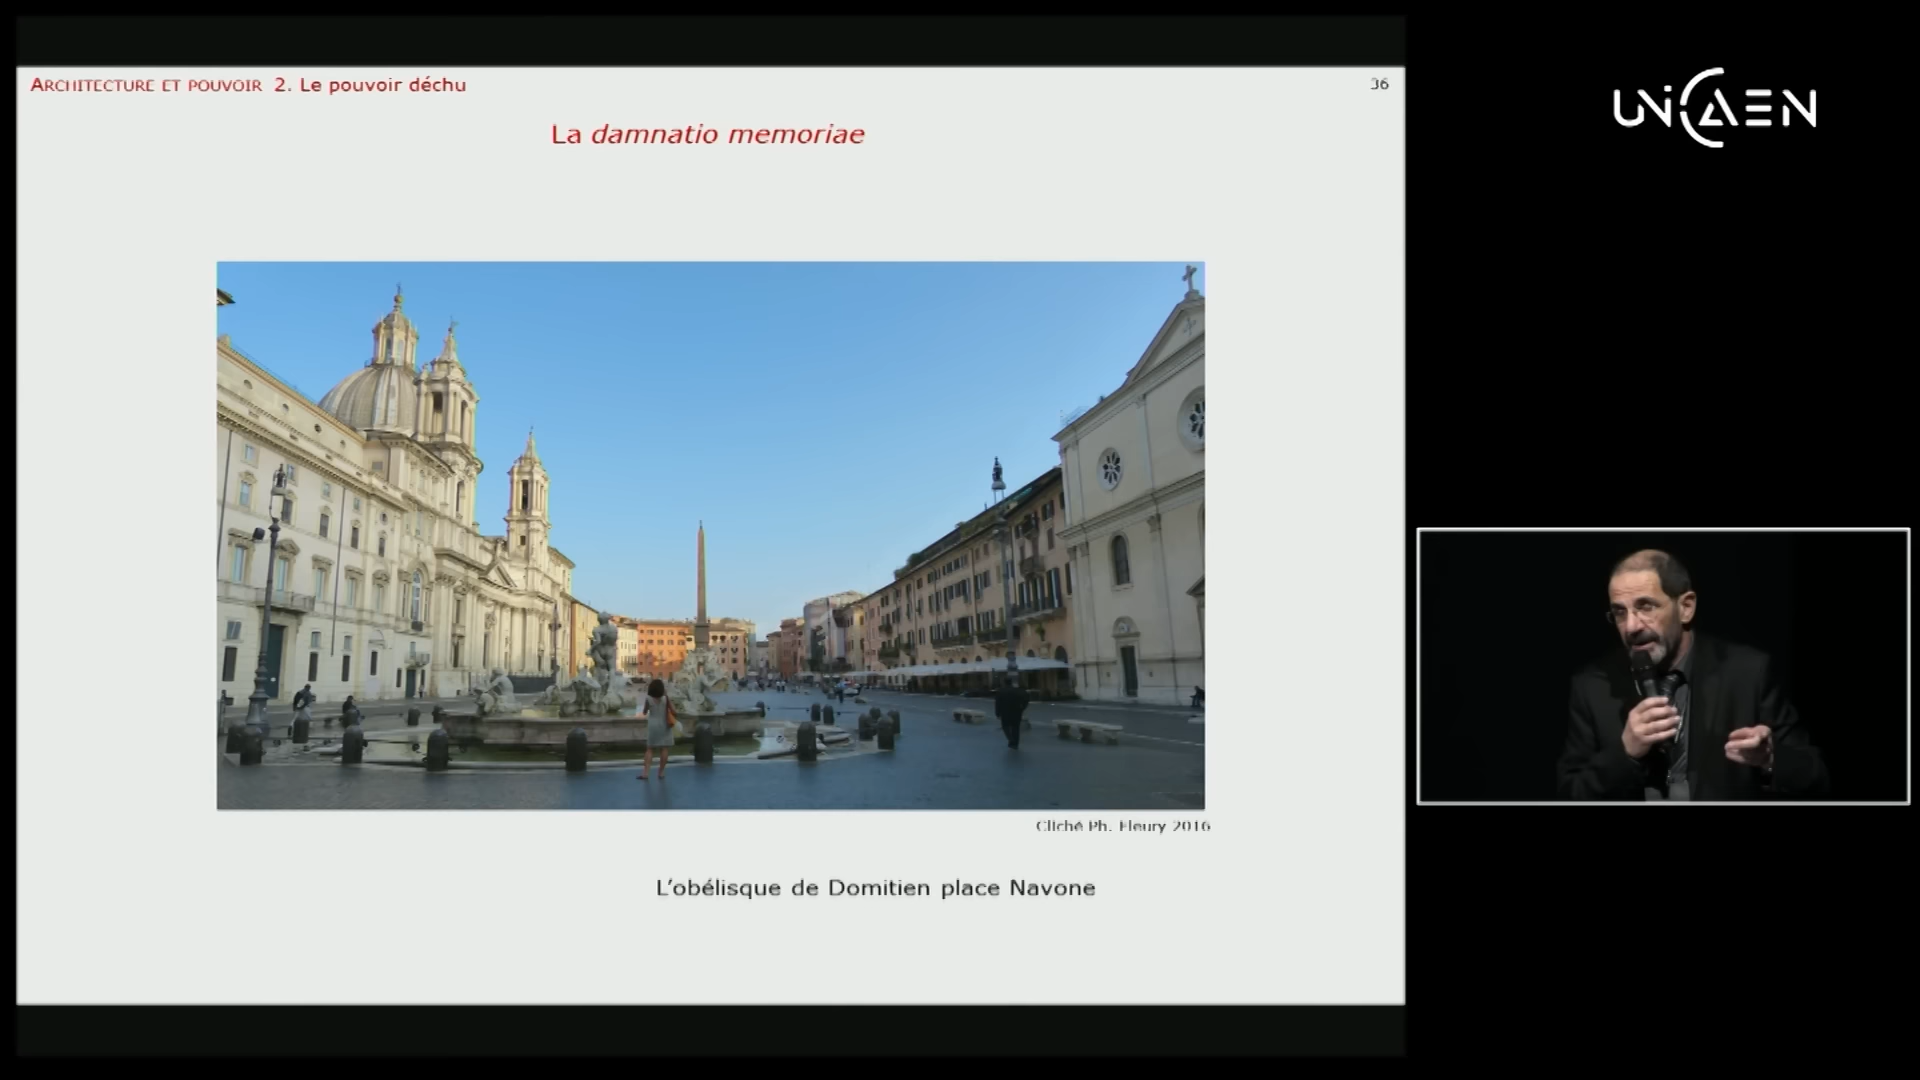 ARCHITECTURE ET POUVOIR 2. Le pouvoir déchu
36
La damnatio memoriae
Cliché Ph. Fleury 2016
L'obélisque de Domitien place Navone
UNICAEN